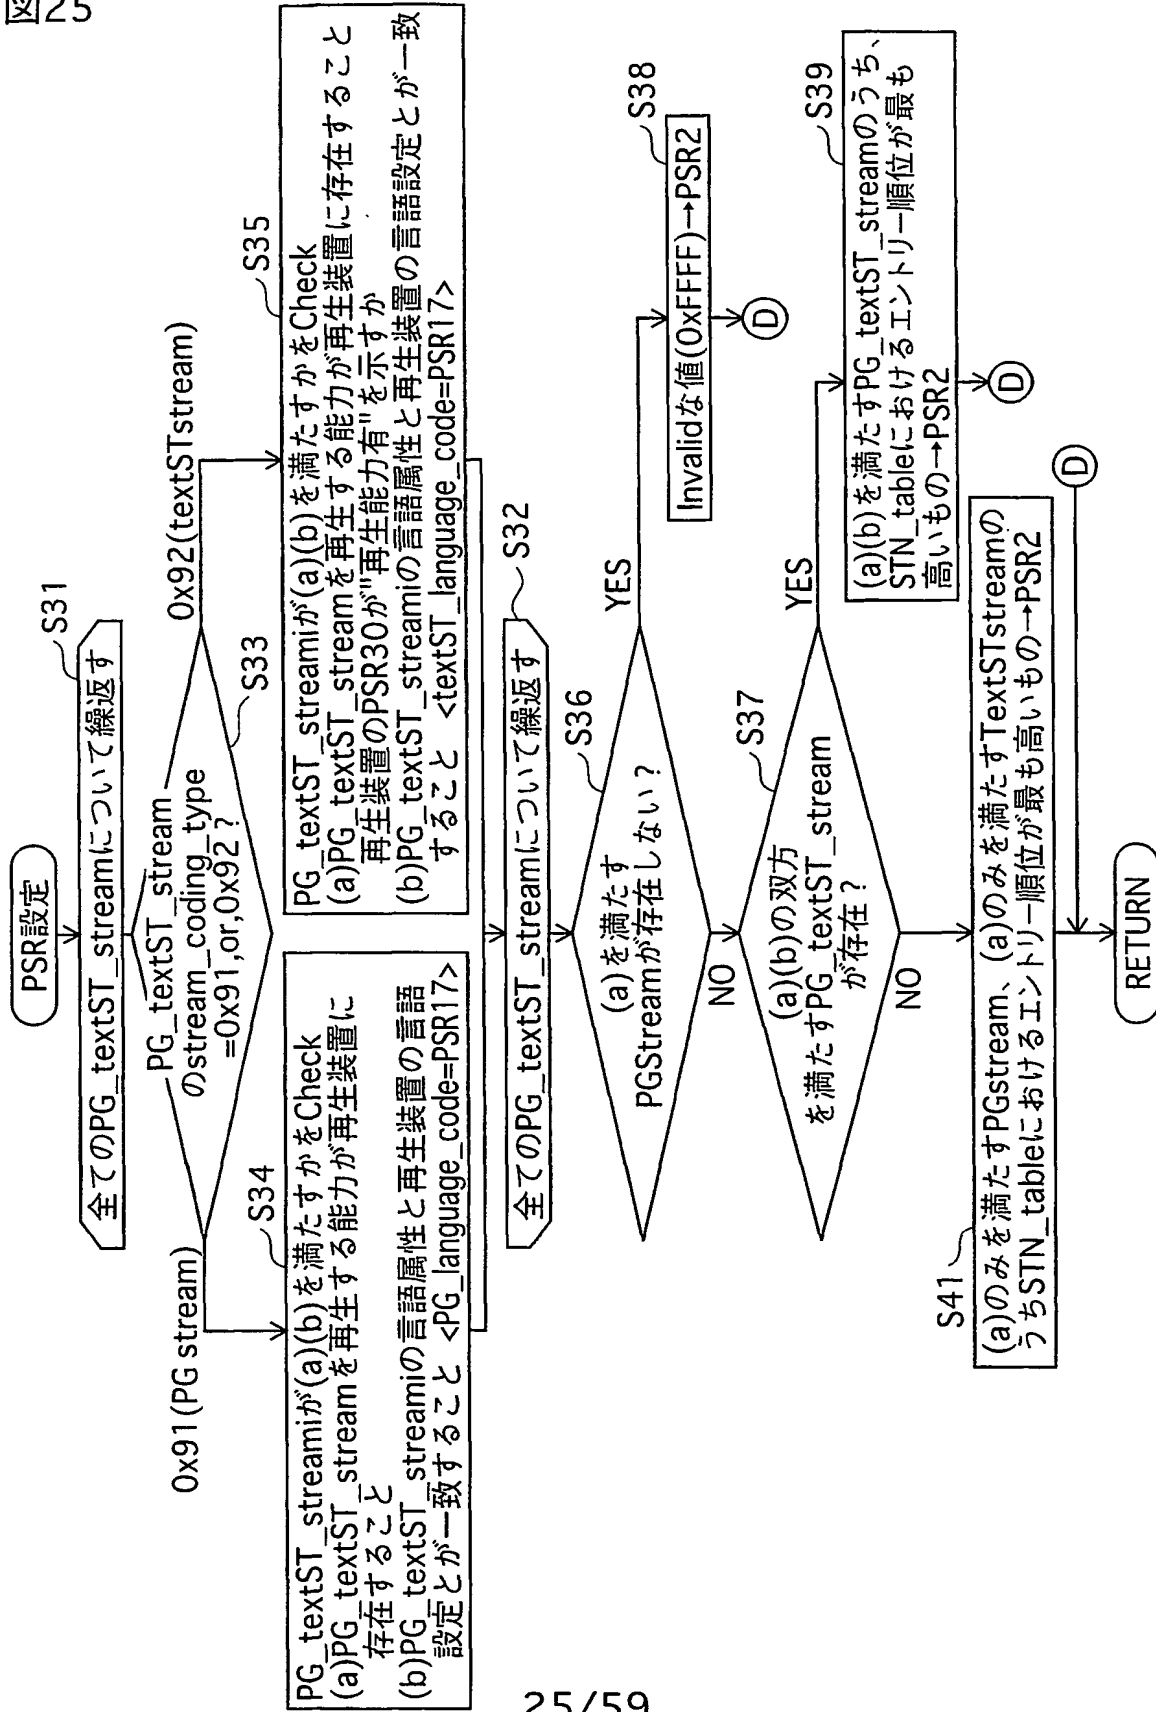 図25
PSR設定
S31
全てのPG_textST_streamについて繰返す
PG_textST_stream
のstream_coding_type
=0x91,or,0x92?
S33
0x91(PG stream)
0x92(textSTstream)
S34
PG_textST_streamiが(a)(b)を満たすかをCheck
(a)PG_textST_streamを再生する能力が再生装置に
存在すること
(b)PG_textST_streamiの言語属性と再生装置の言語
設定とが一致すること <PG_language_code=PSR17>
S35
PG_textST_streamiが(a)(b)を満たすかをCheck
(a)PG_textST_streamを再生する能力が再生装置に存在すること
再生装置のPSR30が"再生能力有"を示すか
(b)PG_textST_streamiの言語属性と再生装置の言語設定とが一致
すること <textST_language_code=PSR17>
S32
全てのPG_textST_streamについて繰返す
S36
(a)を満たす
PGStreamが存在しない?
YES
NO
S38
Invalidな値(0xFFFF)→PSR2
D
S37
(a)(b)の双方
を満たすPG_textST_stream
が存在?
YES
NO
S39
(a)(b)を満たすPG_textST_streamのうち、
STN_tableにおけるエントリー順位が最も
高いもの→PSR2
D
S41
(a)のみを満たすPGstream、(a)のみを満たすTextSTstreamの
うちSTN_tableにおけるエントリー順位が最も高いもの→PSR2
D
RETURN
25/59